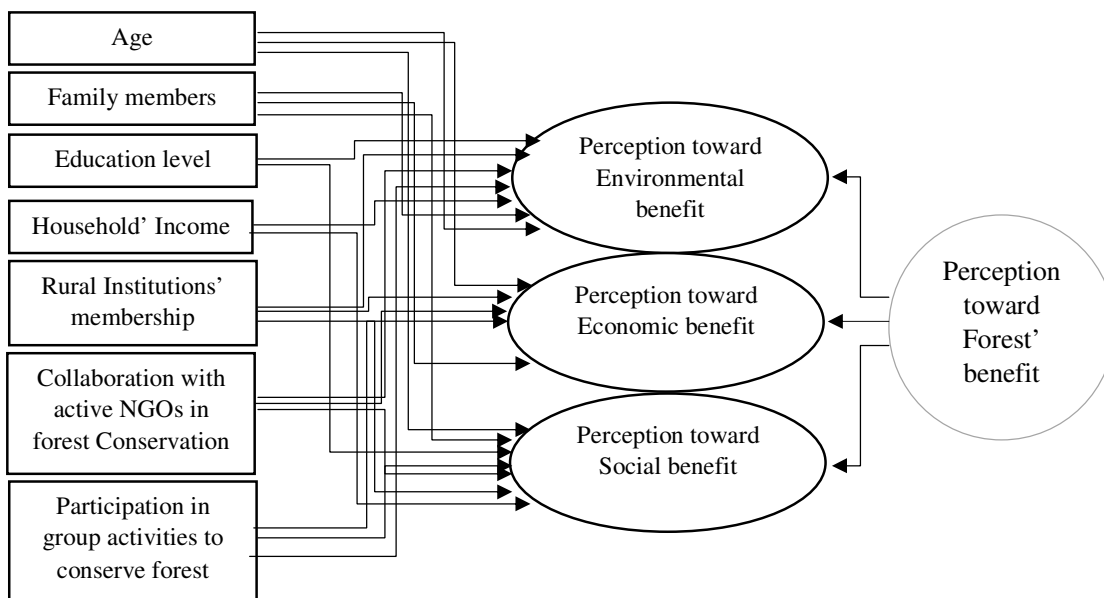 Age
Family members
Education level
Household’ Income
Rural Institutions’
membership
Collaboration with
active NGOs in
forest Conservation
Participation in
group activities to
conserve forest
Perception toward
Environmental
benefit
Perception toward
Economic benefit
Perception toward
Social benefit
Perception
toward
Forest’
benefit